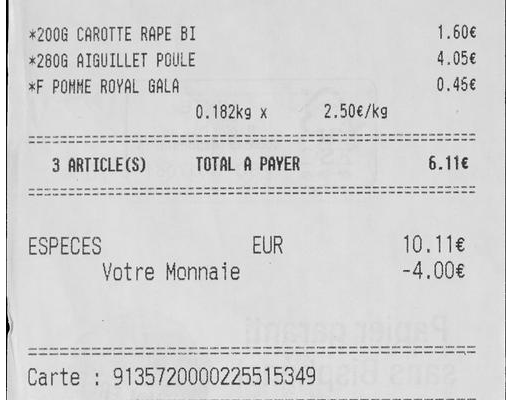 *200G CAROTTE RAPE BI 1.60€
*280G AIGUILLET POULE 4.05€
*F POMME ROYAL GALA 0.46€
0.182kg x 2.50€/kg
3 ARTICLE(S) TOTAL A PAYER 6.11€
ESPECES EUR 10.11€
Votre Monnaie -4.00€
Carte : 9135720000225515349
Papier garanti
sans Bisp